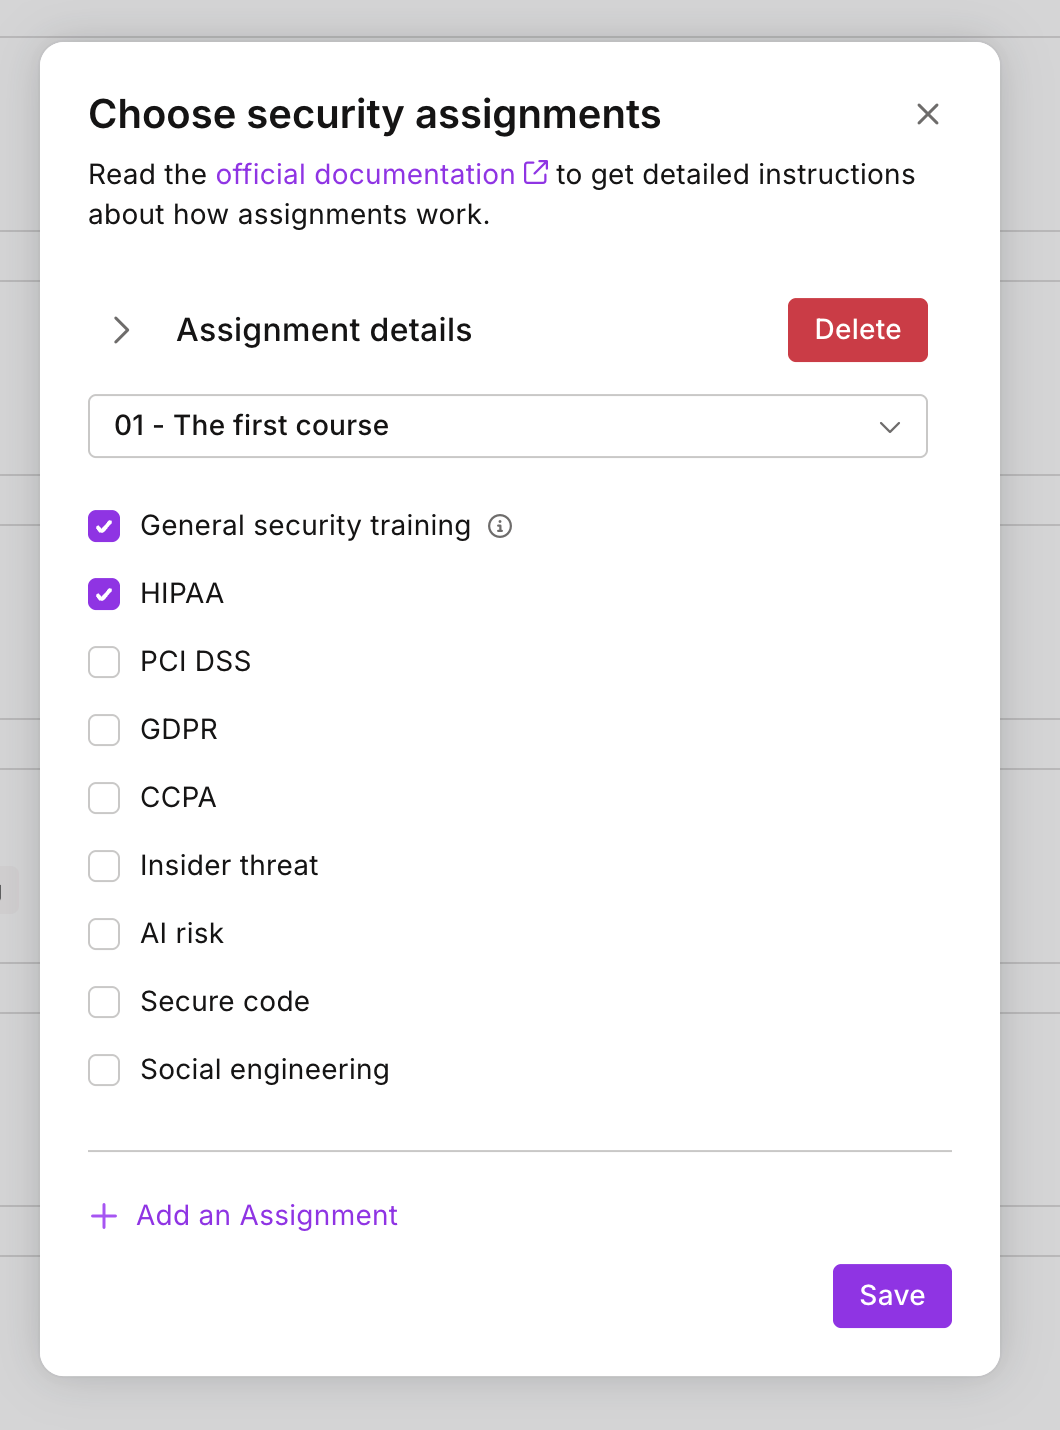 Choose security assignments
Read the official documentation to get detailed instructions
about how assignments work.
Assignment details
Delete
01 - The first course
General security training
HIPAA
PCI DSS
GDPR
CCPA
Insider threat
AI risk
Secure code
Social engineering
Add an Assignment
Save